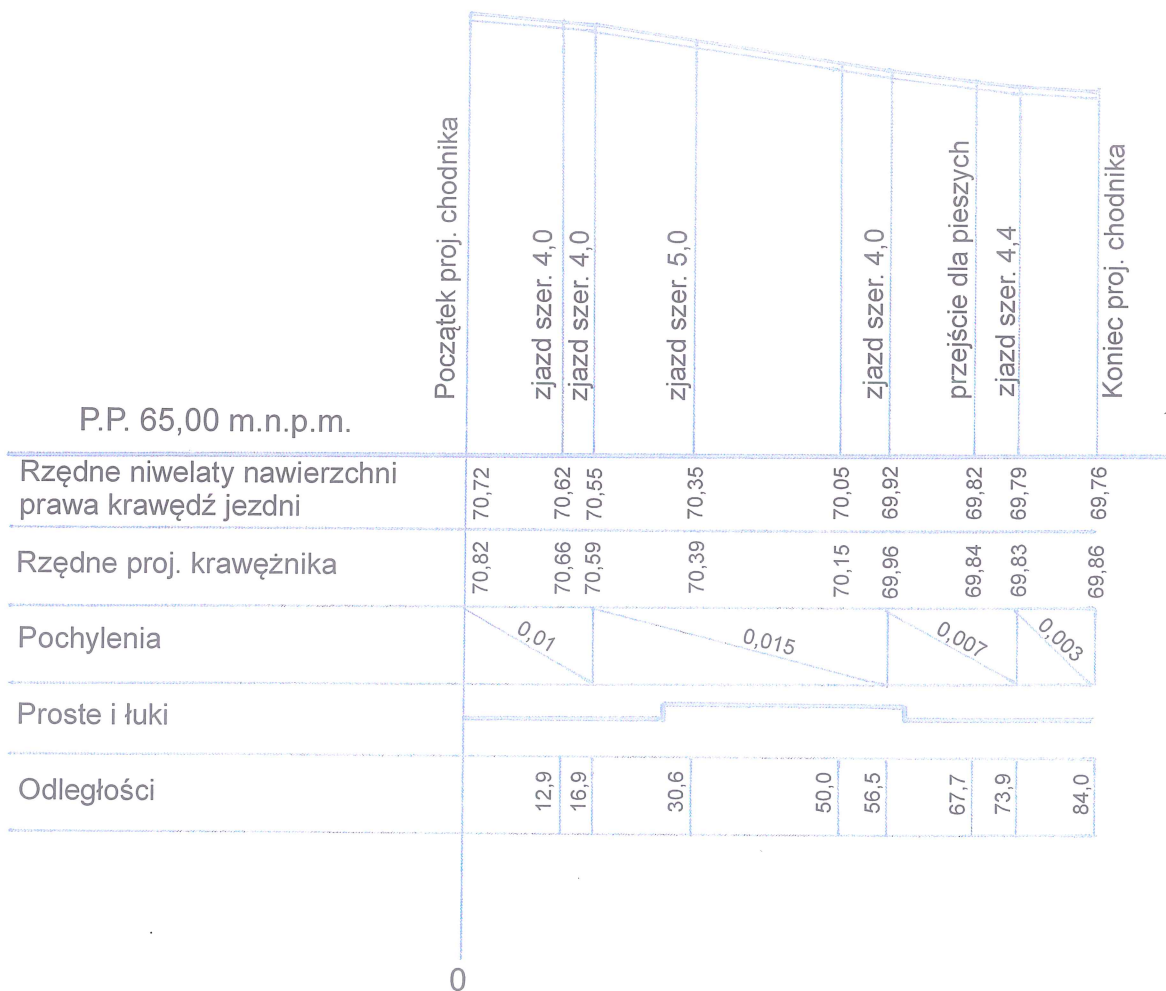 Początek proj. chodnika
zjazd szer. 4,0
zjazd szer. 4,0
zjazd szer. 5,0
zjazd szer. 4,0
przejście dla pieszych
zjazd szer. 4,4
Koniec proj. chodnika
P.P. 65,00 m.n.p.m.
Rzędne niwelaty nawierzchni
prawa krawędź jezdni
70,72
70,62
70,55
70,35
70,05
69,92
69,82
69,79
69,76
Rzędne proj. krawężnika
70,82
70,66
70,59
70,39
70,15
69,96
69,84
69,83
69,86
Pochylenia
0,01
0,015
0,007
0,003
Proste i łuki
Odległości
12,9
16,9
30,6
50,0
56,5
67,7
73,9
84,0
0